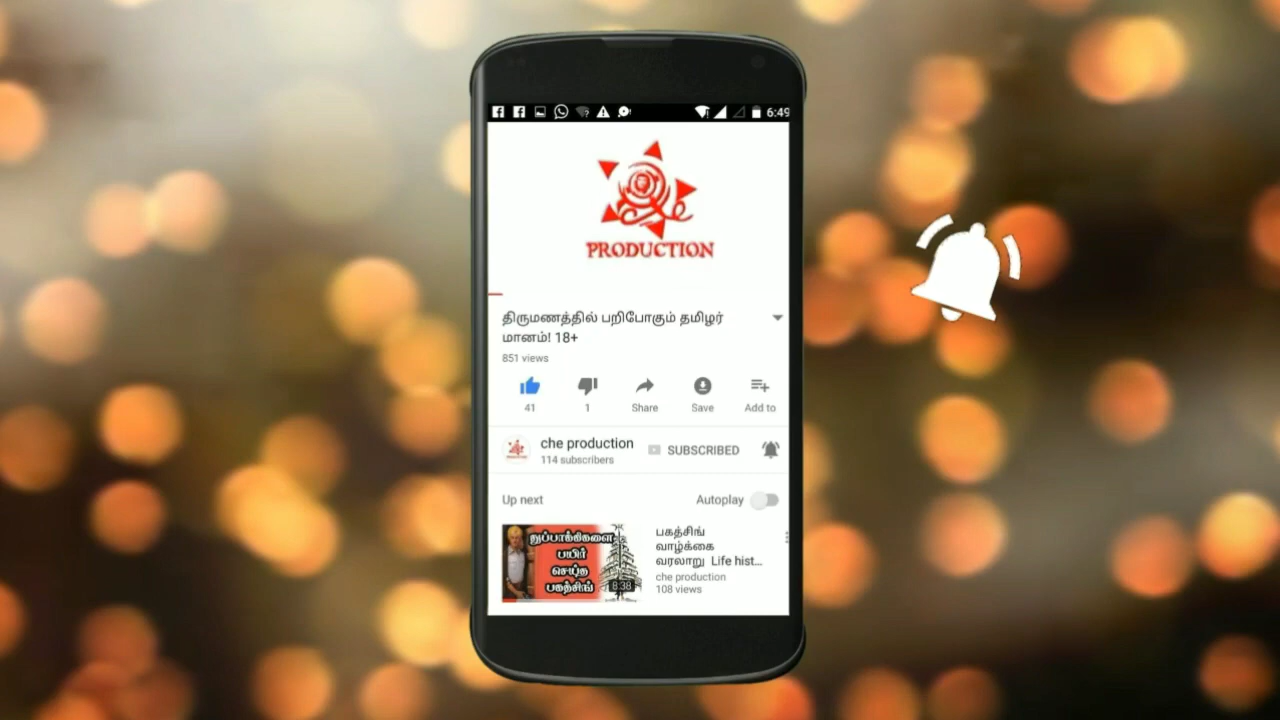 6:49
PRODUCTION
திருமணத்தில் பறிபோகும் தமிழர்
மானம்! 18+
851 views
41
1
Share
Save
Add to
che production
114 subscribers
SUBSCRIBED
Up next
Autoplay
துப்பாக்கிகளை
பயிர்
செய்த
பகத்சிங்
8:38
பகத்சிங்
வாழ்க்கை
வரலாறு Life hist...
che production
108 views